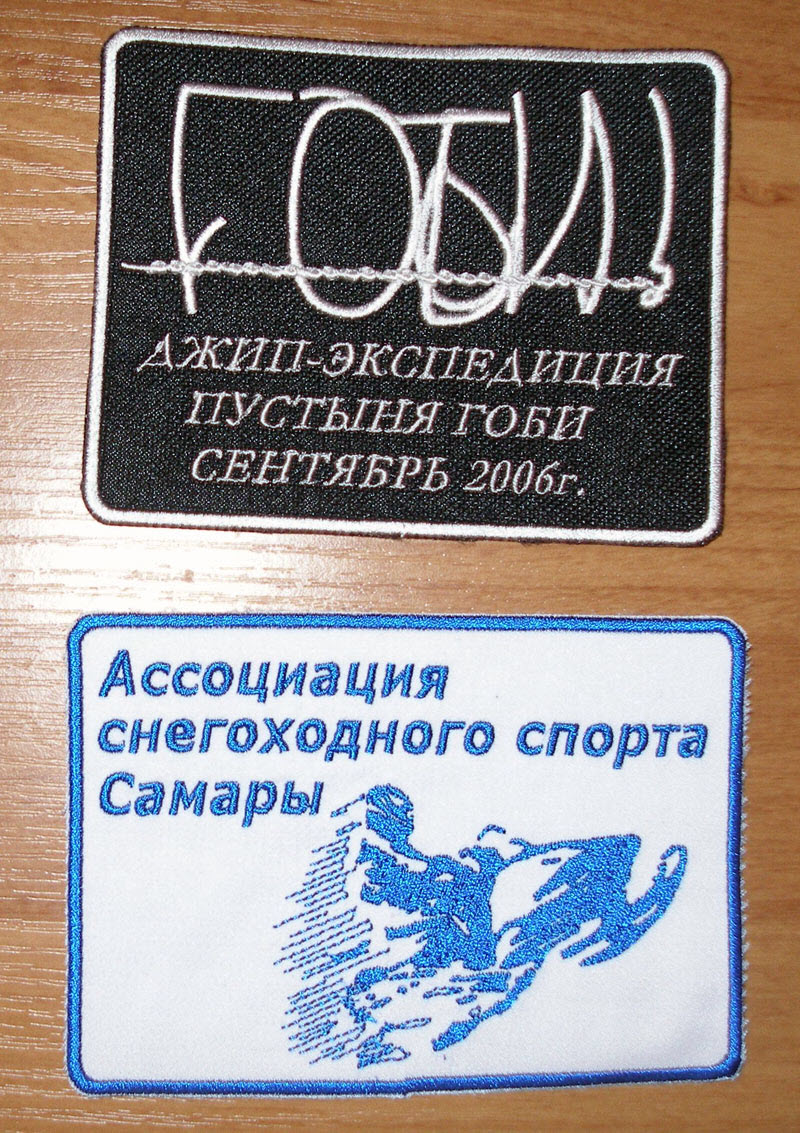 ГОБИ!
ДЖИП-ЭКСПЕДИЦИЯ
ПУСТЫНЯ ГОБИ
СЕНТЯБРЬ 2006г.
Ассоциация
снегоходного спорта
Самары